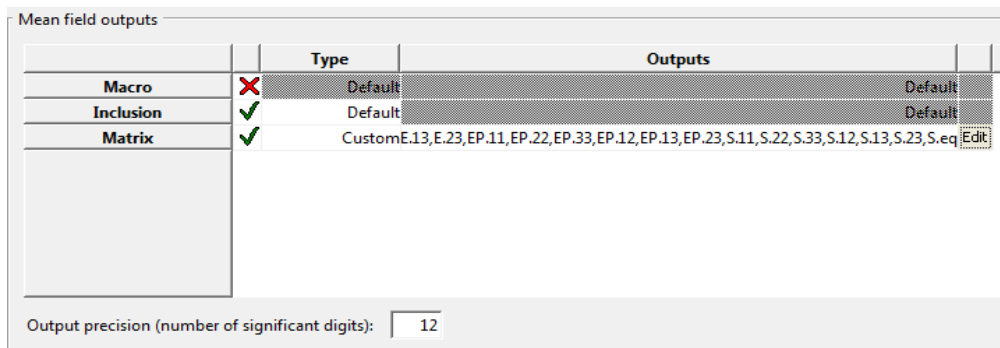 Mean field outputs
Type Outputs
Macro Default Default
Inclusion Default Default
Matrix Custom E.13,E.23,EP.11,EP.22,EP.33,EP.12,EP.13,EP.23,S.11,S.22,S.33,S.12,S.13,S.23,S.eq Edit
Output precision (number of significant digits): 12